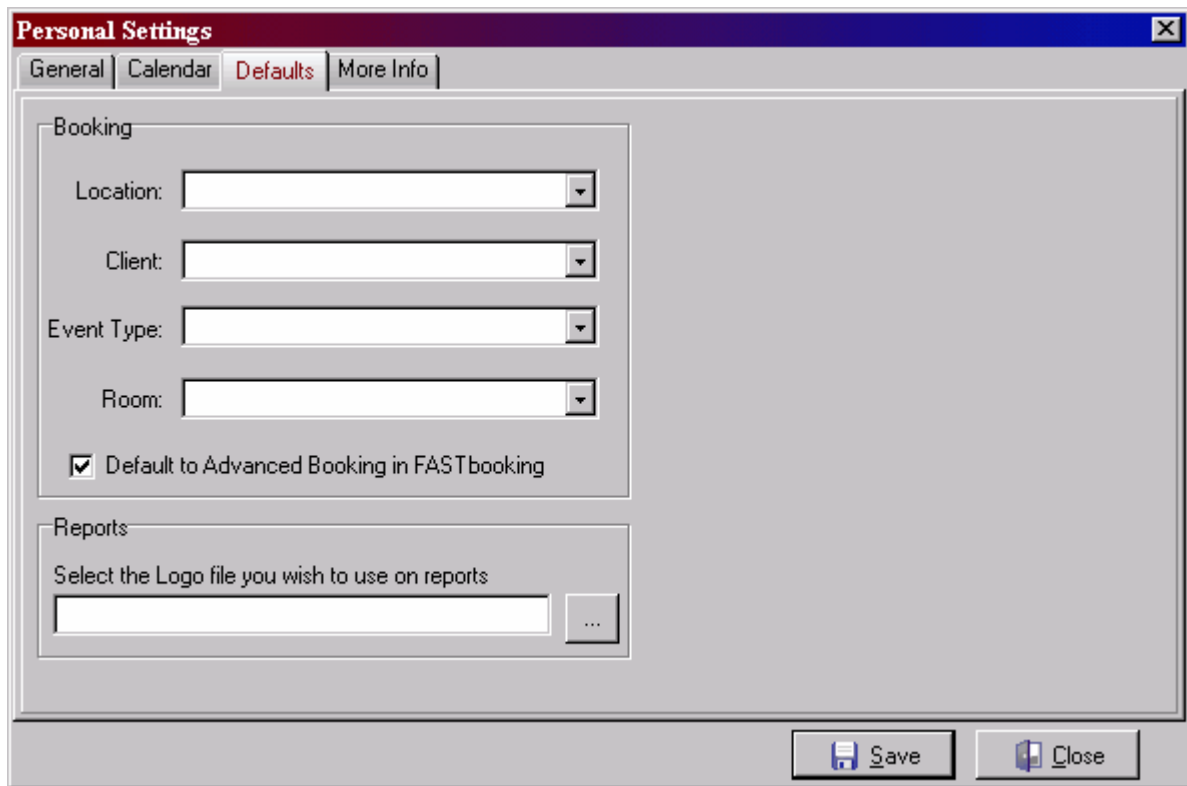 Personal Settings
General Calendar Defaults More Info
Booking
Location:
Client:
Event Type:
Room:
Default to Advanced Booking in FASTbooking
Reports
Select the Logo file you wish to use on reports
...
Save Close